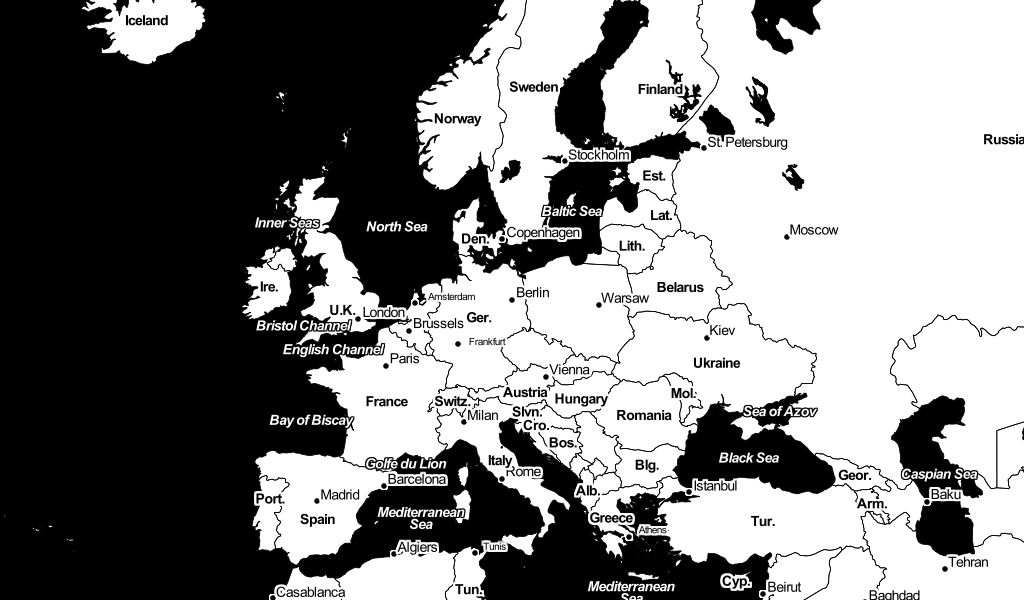 Iceland
Sweden
Finland
Norway
Russia
St. Petersburg
Stockholm
Est.
Baltic Sea
Lat.
Inner Seas
North Sea
Moscow
Copenhagen
Den.
Lith.
Ire.
Belarus
Berlin
Amsterdam
Warsaw
U.K.
London
Ger.
Bristol Channel
Brussels
Kiev
Frankfurt
English Channel
Paris
Ukraine
Vienna
Austria
Mol.
France
Switz.
Hungary
Slvn.
Milan
Romania
Sea of Azov
Bay of Biscay
Cro.
Bos.
Golfe du Lion
Italy
Rome
Blg.
Black Sea
Barcelona
Geor.
Caspian Sea
Istanbul
Alb.
Madrid
Port.
Baku
Arm.
Mediterranean
Sea
Spain
Greece
Tur.
Athens
Algiers
Tunis
Tehran
Cyp.
Casablanca
Tun.
Mediterranean
Sea
Beirut
Baghdad